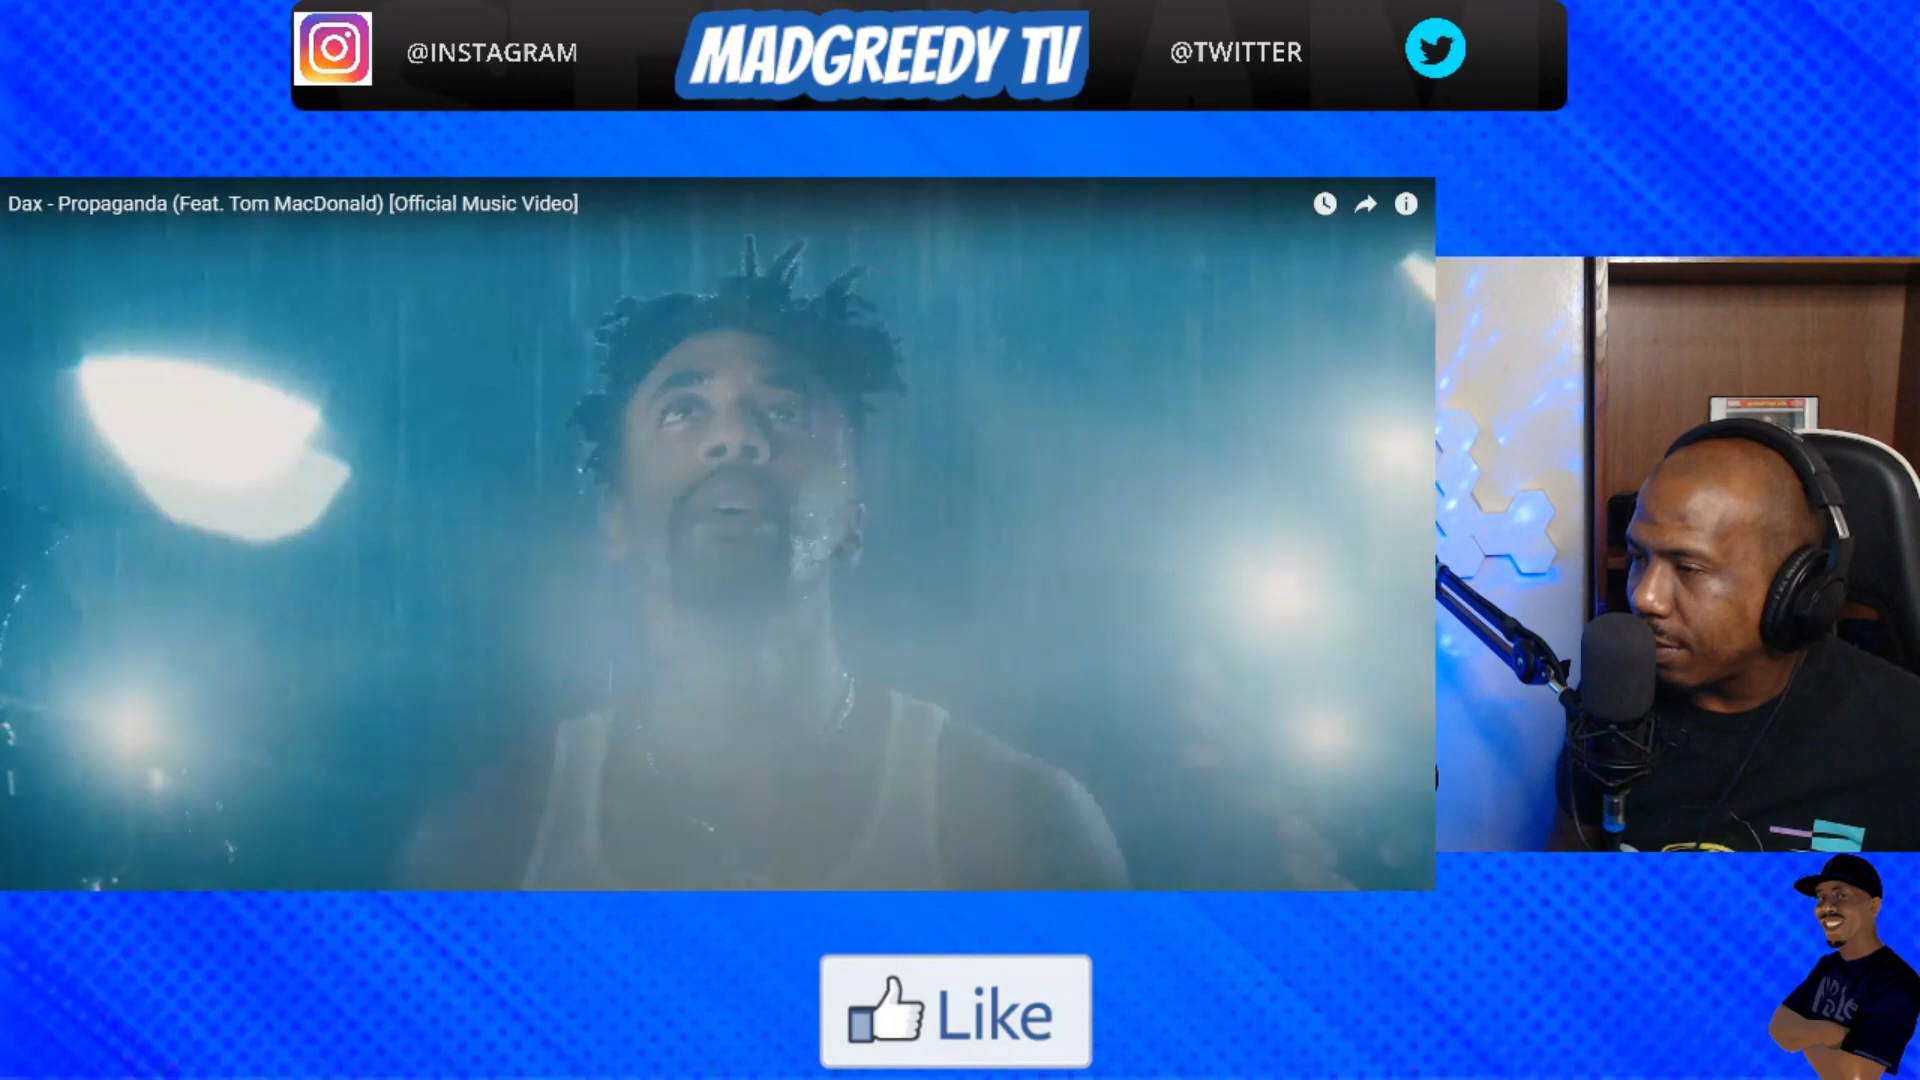 @INSTAGRAM
MADGREEDY TV
@TWITTER
Dax - Propaganda (Feat. Tom MacDonald) [Official Music Video]
Like